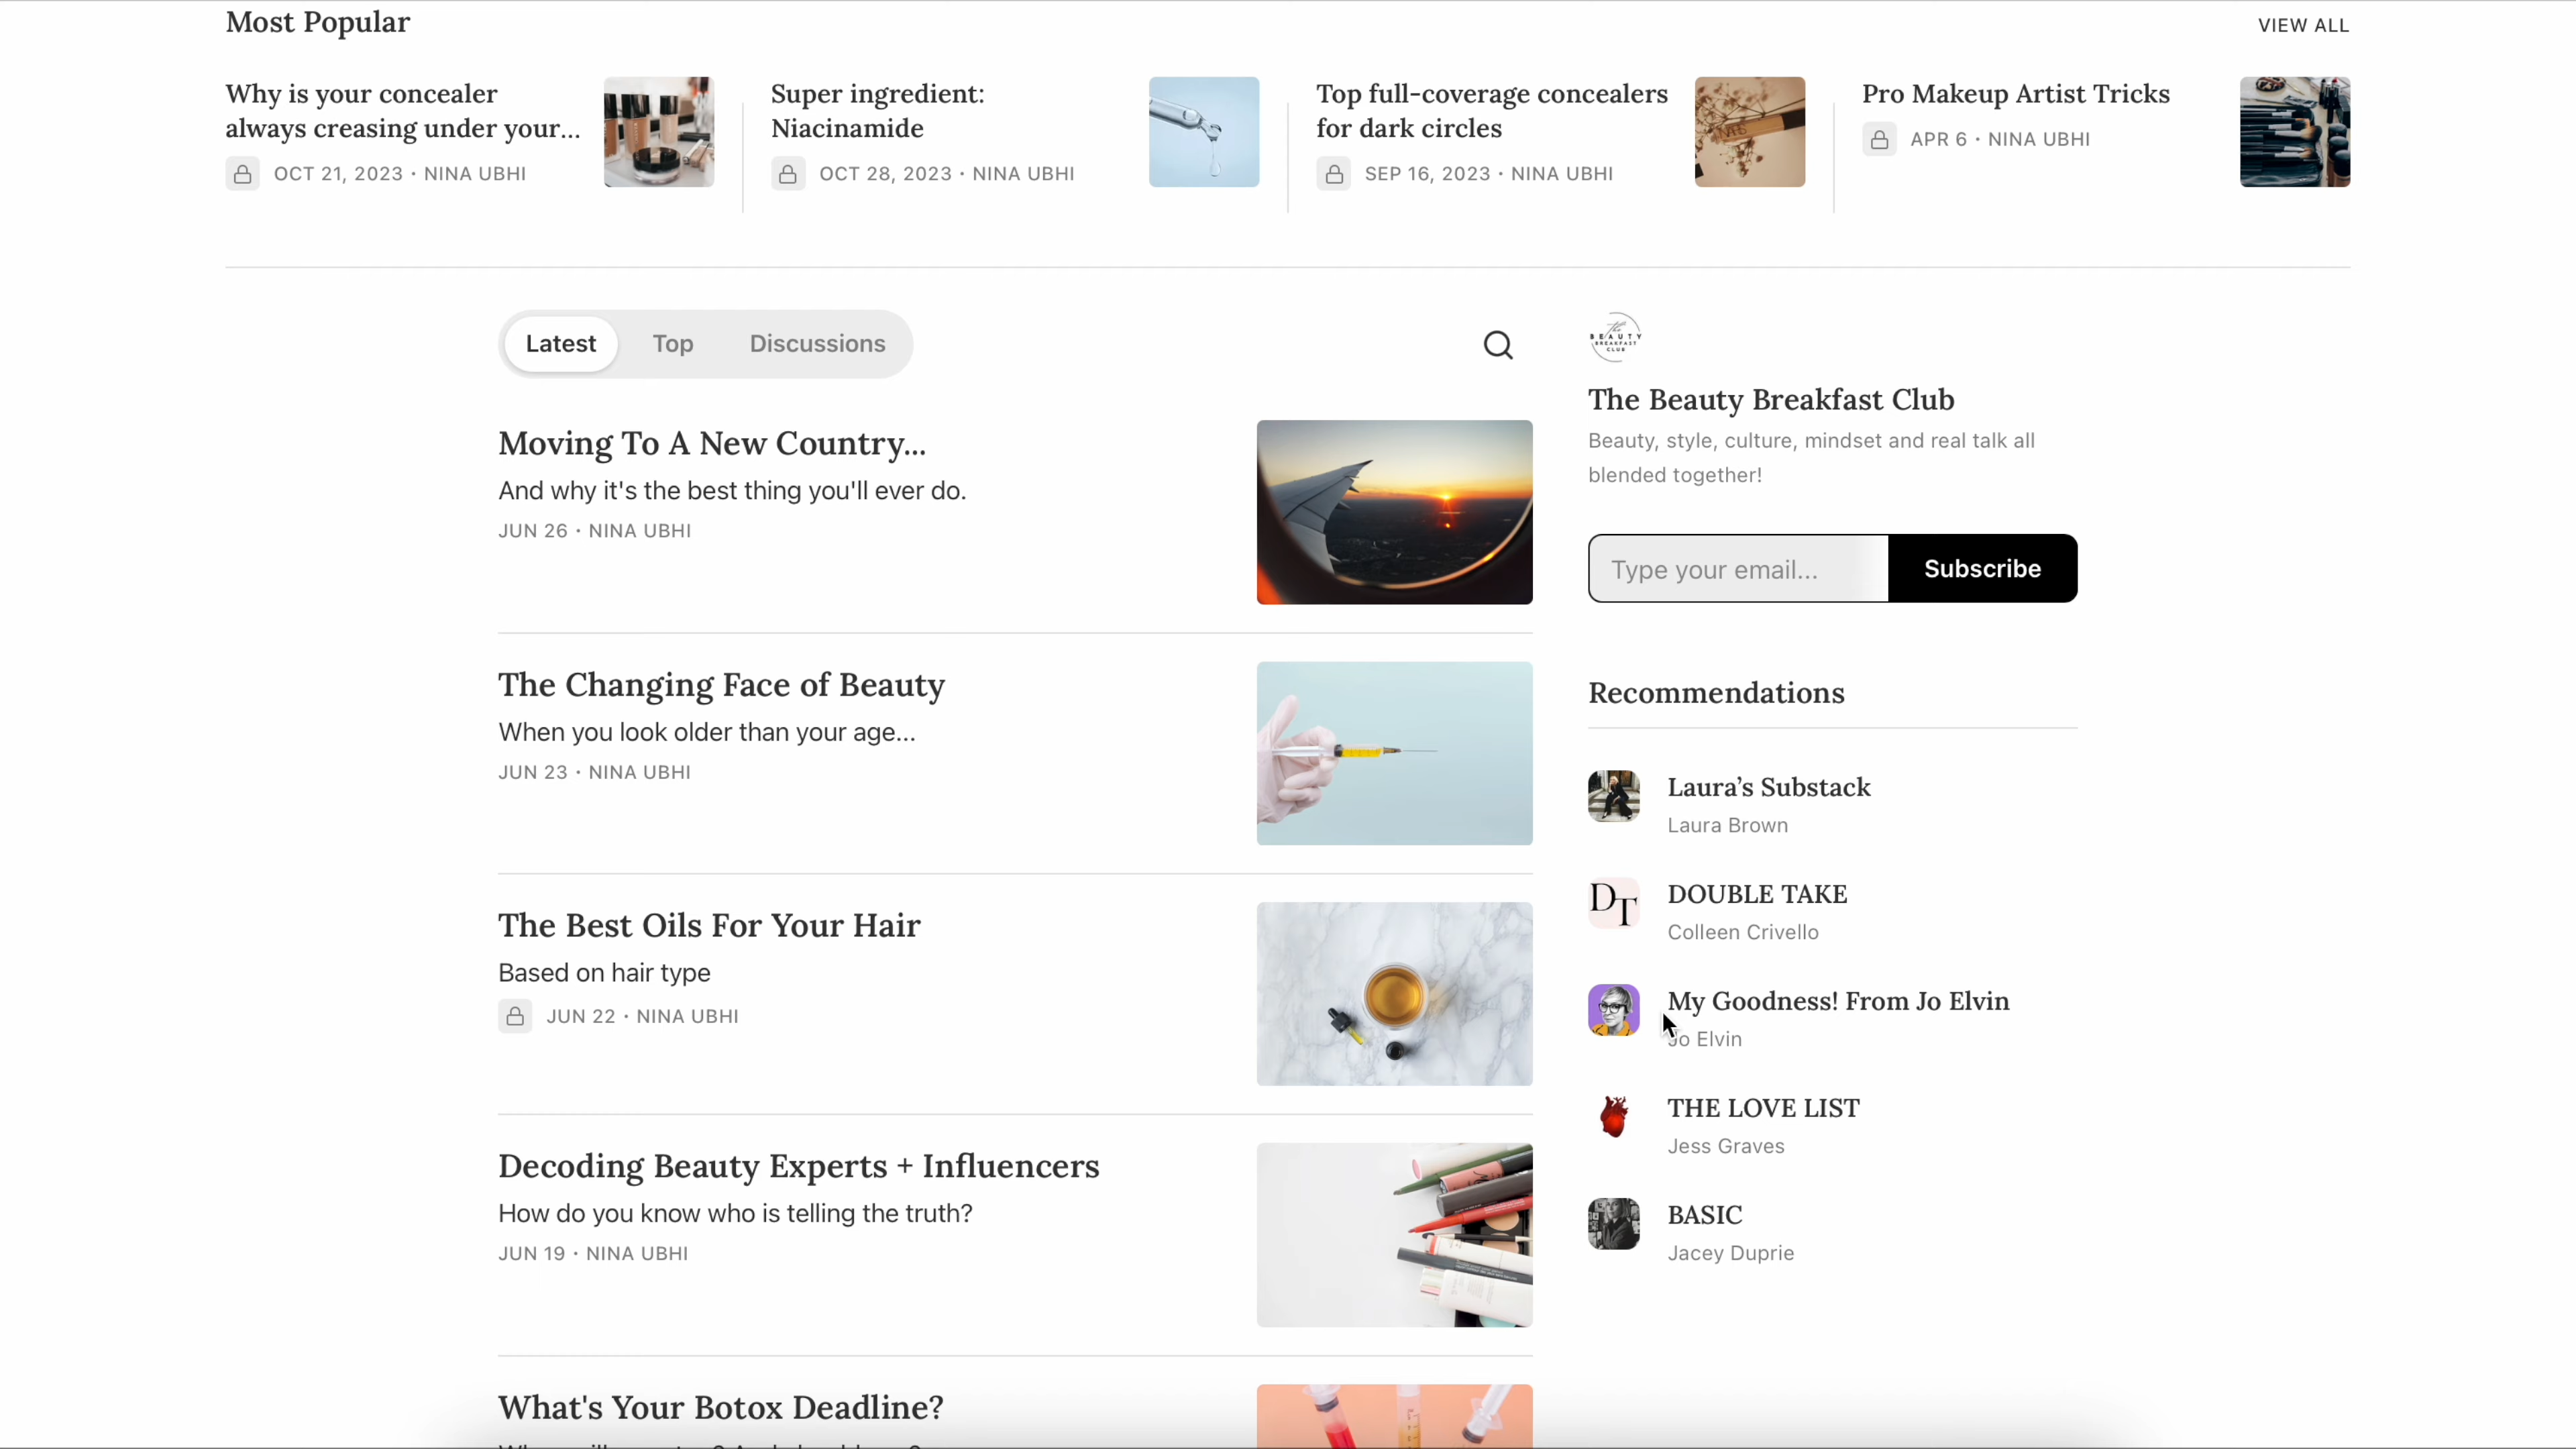 Most Popular
VIEW ALL
Why is your concealer
always creasing under your...
OCT 21, 2023 · NINA UBHI
Super ingredient:
Niacinamide
OCT 28, 2023 · NINA UBHI
Top full-coverage concealers
for dark circles
SEP 16, 2023 · NINA UBHI
Pro Makeup Artist Tricks
APR 6 · NINA UBHI
Latest
Top
Discussions
Moving To A New Country...
And why it's the best thing you'll ever do.
JUN 26 · NINA UBHI
The Changing Face of Beauty
When you look older than your age...
JUN 23 · NINA UBHI
The Best Oils For Your Hair
Based on hair type
JUN 22 · NINA UBHI
Decoding Beauty Experts + Influencers
How do you know who is telling the truth?
JUN 19 · NINA UBHI
What's Your Botox Deadline?
The
BEAUTY
BREAKFAST
CLUB
The Beauty Breakfast Club
Beauty, style, culture, mindset and real talk all
blended together!
Type your email...
Subscribe
Recommendations
Laura’s Substack
Laura Brown
DT
DOUBLE TAKE
Colleen Crivello
My Goodness! From Jo Elvin
Jo Elvin
THE LOVE LIST
Jess Graves
BASIC
Jacey Duprie